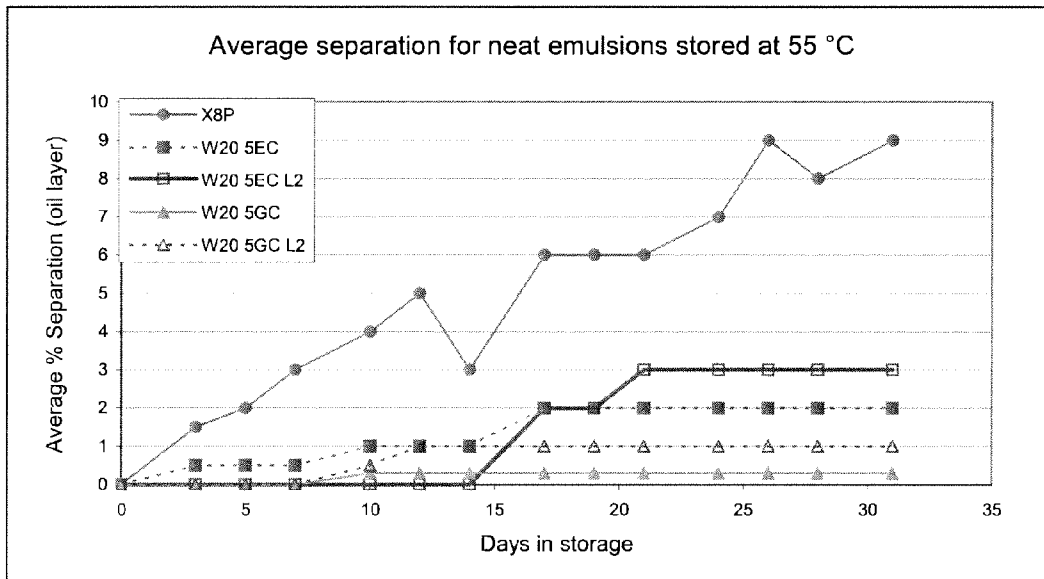 Average separation for neat emulsions stored at 55 °C
Average % Separation (oil layer)
10
9
8
7
6
5
4
3
2
1
0
X8P
W20 5EC
W20 5EC L2
W20 5GC
W20 5GC L2
0 5 10 15 20 25 30 35
Days in storage